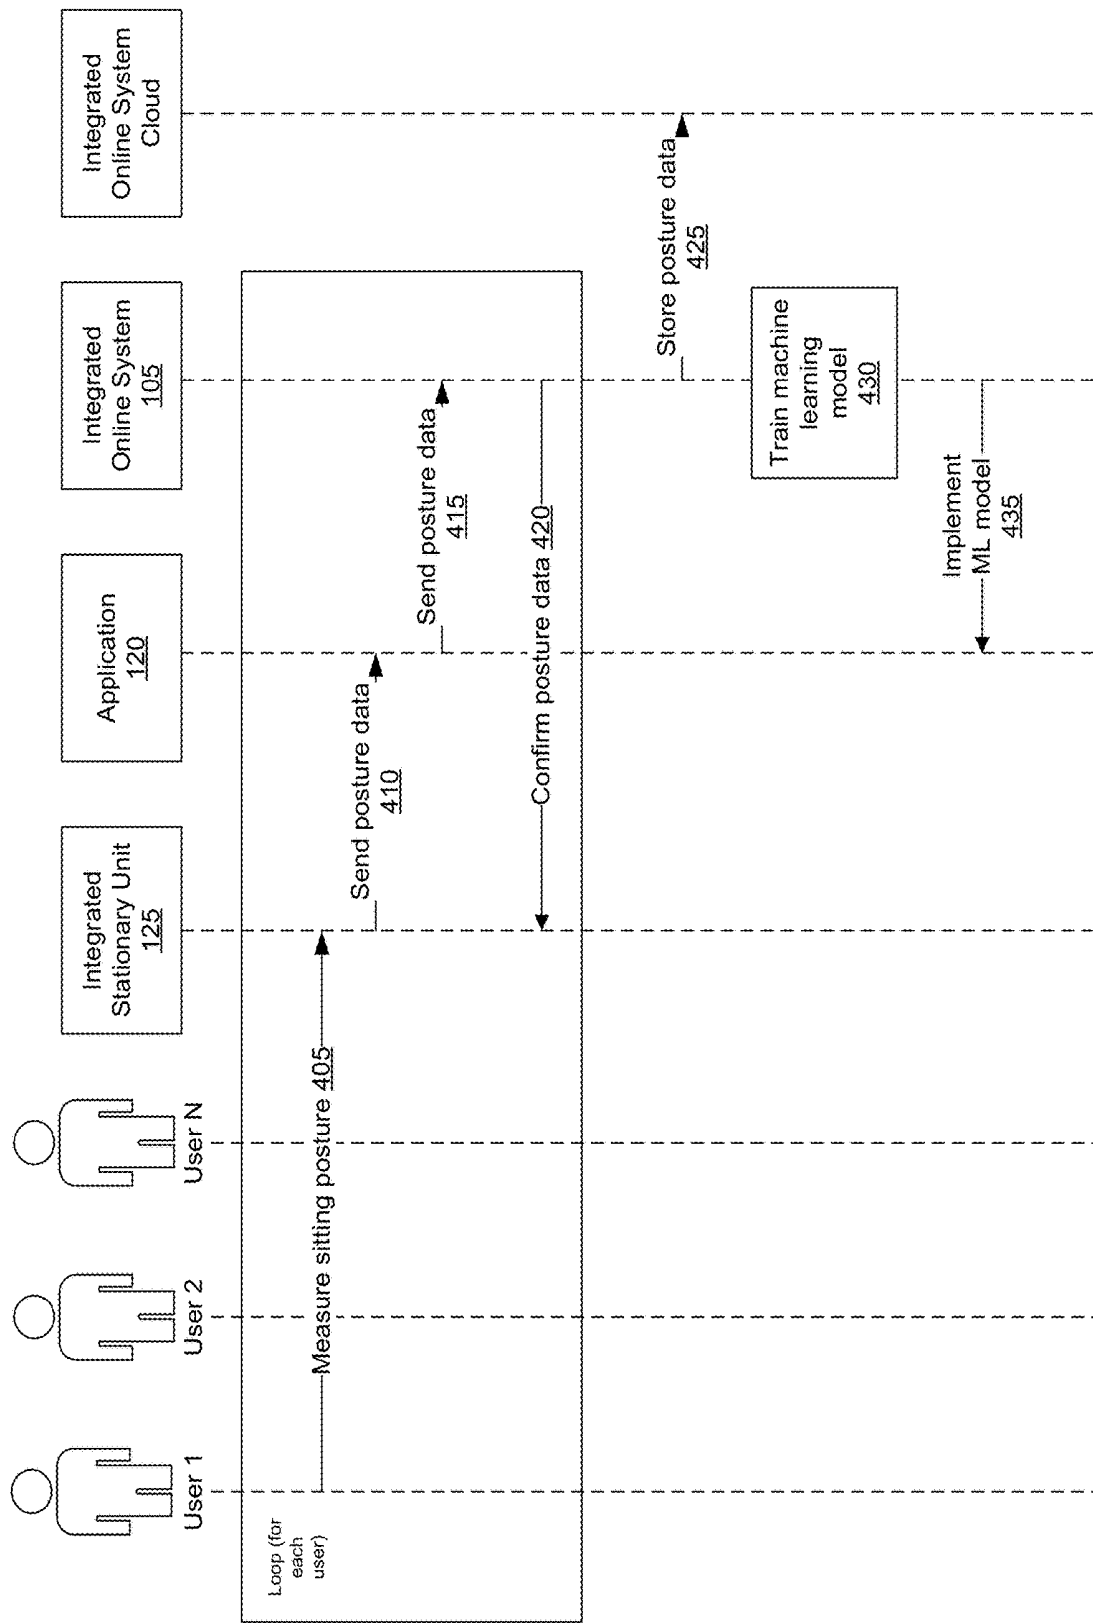 User 1
User 2
User N
Integrated
Stationary Unit
125
Application
120
Integrated
Online System
105
Integrated
Online System
Cloud
Loop (for
each
user)
Measure sitting posture 405
Send posture data
410
Send posture data
415
Confirm posture data 420
Store posture data
425
Train machine
learning
model
430
Implement
ML model
435